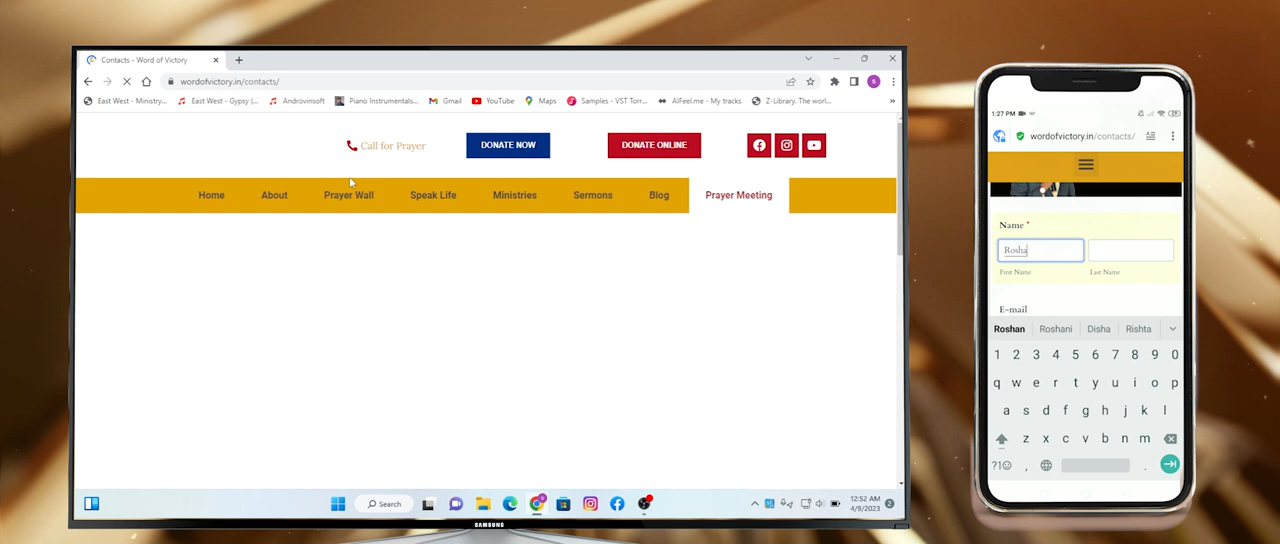 Contacts - Word of Victory
wordofvictory.in/contacts/
East West - Ministry...
East West - Gypsy (...
Androvinsoft
Piano Instrumentals...
Gmail
YouTube
Maps
Samples - VST Torr...
AIFeel.me - My tracks
Z-Library. The worl...
»
Call for Prayer
DONATE NOW
DONATE ONLINE
Home
About
Prayer Wall
Speak Life
Ministries
Sermons
Blog
Prayer Meeting
Search
12:52 AM
4/9/2023
2
SAMSUNG
1:27 PM
wordofvictory.in/contacts/
Name *
Rosha
First Name
Last Name
E-mail
Roshan Roshani Disha Rishta
1 2 3 4 5 6 7 8 9 0
q w e r t y u i o p
a s d f g h j k l
z x c v b n m
?1☺ , .